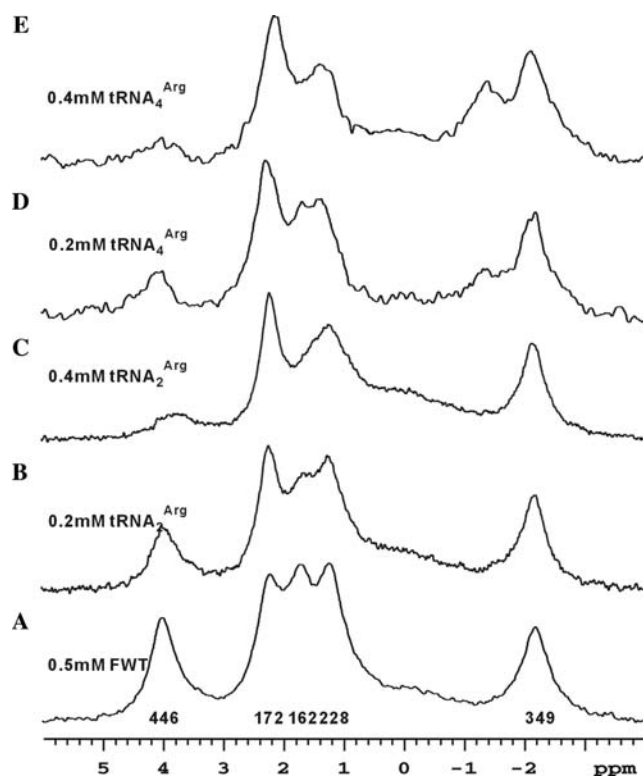 E
0.4mM tRNA₄ᴬʳᵍ
D
0.2mM tRNA₄ᴬʳᵍ
C
0.4mM tRNA₂ᴬʳᵍ
B
0.2mM tRNA₂ᴬʳᵍ
A
0.5mM FWT
446 172 162 228 349
5 4 3 2 1 0 −1 −2 ppm